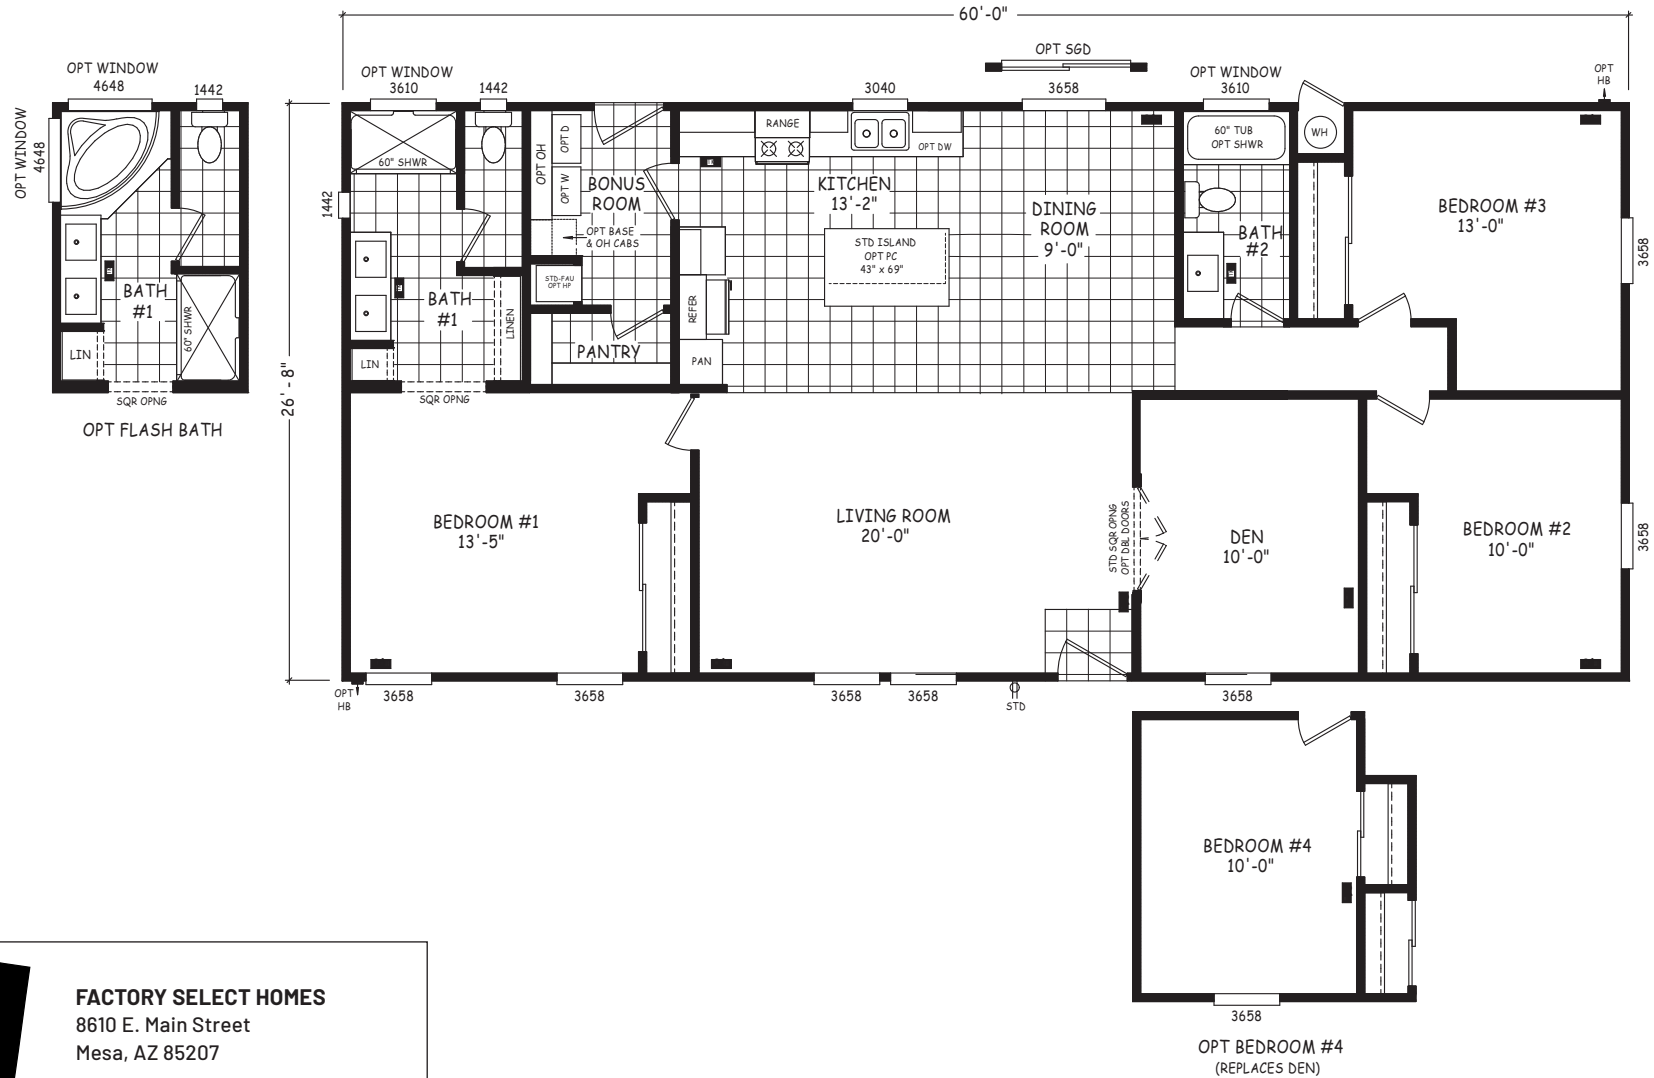 60'-0"
OPT SGD
OPT WINDOW
4648
1442
OPT WINDOW
4648
LIN
BATH
#1
60" SHWR
SQR OPNG
OPT FLASH BATH
26'-8"
OPT WINDOW
3610
1442
3040
3658
OPT WINDOW
3610
OPT
HB
1442
60" SHWR
BATH
#1
LIN
LINEN
SQR OPNG
OPT OH
OPT D
OPT W
BONUS
ROOM
OPT BASE
& OH CABS
STD-FAU
OPT HP
PANTRY
RANGE
OPT DW
KITCHEN
13'-2"
STD ISLAND
OPT PC
43" x 69"
REFER
PAN
DINING
ROOM
9'-0"
60" TUB
OPT SHWR
WH
BATH
#2
BEDROOM #3
13'-0"
3658
BEDROOM #1
13'-5"
LIVING ROOM
20'-0"
STD SQR OPNG
OPT DBL DOORS
DEN
10'-0"
BEDROOM #2
10'-0"
3658
OPT
HB
3658
3658
3658
3658
STD
3658
BEDROOM #4
10'-0"
3658
OPT BEDROOM #4
(REPLACES DEN)
FACTORY SELECT HOMES
8610 E. Main Street
Mesa, AZ 85207